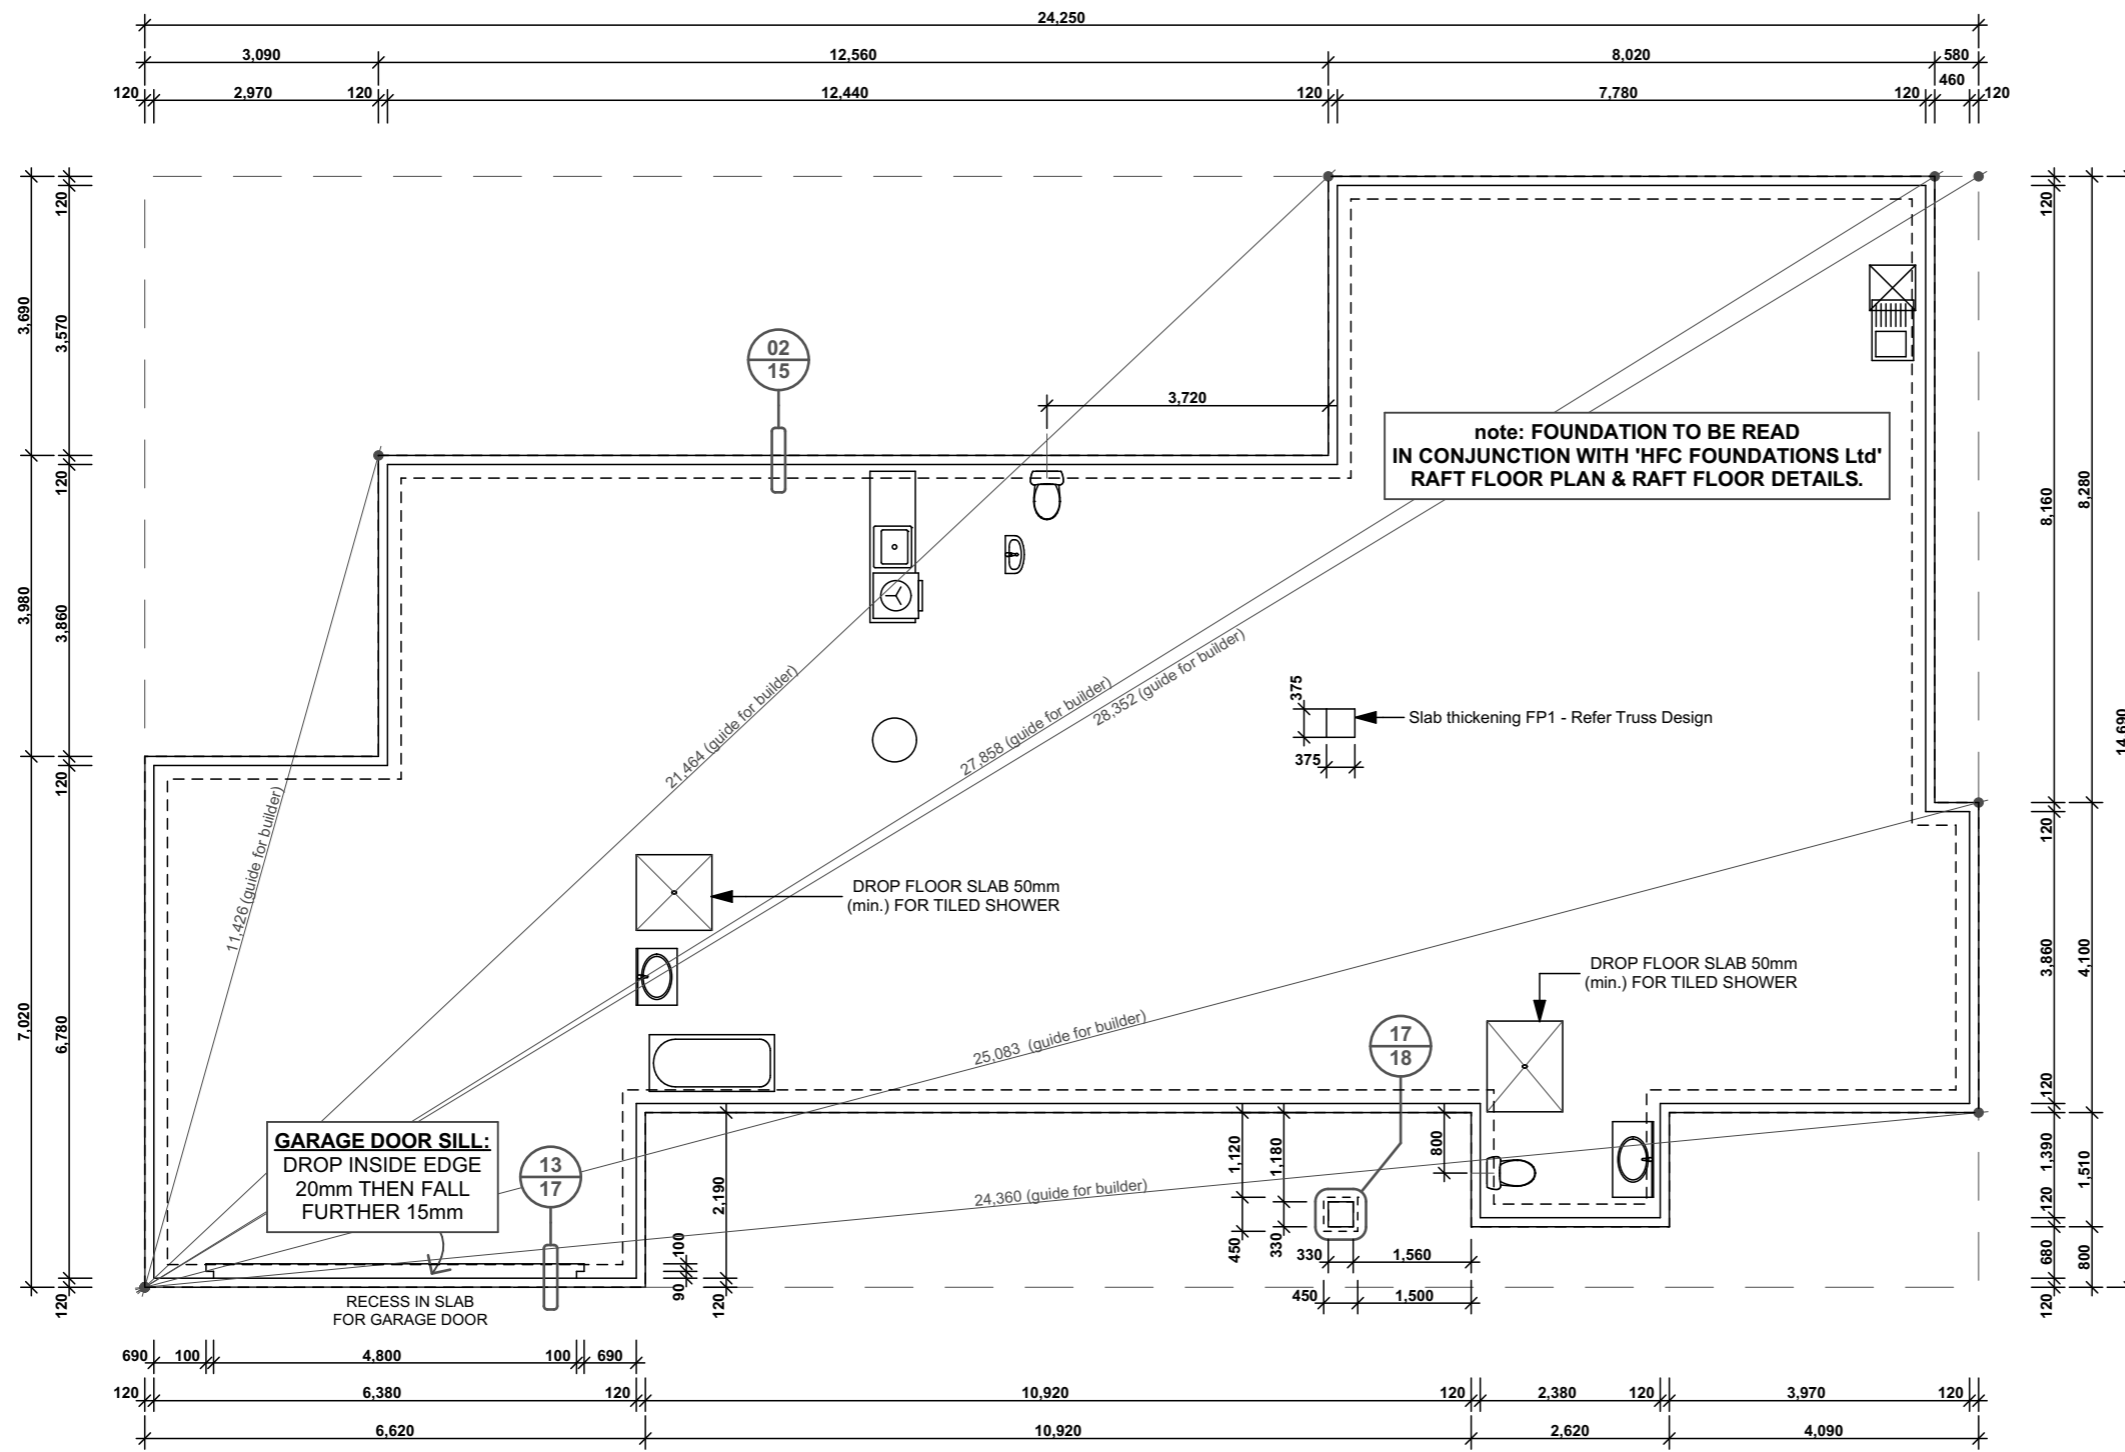 24,250
3,090 12,560 8,020 580
460
120 2,970 120 12,440 120 7,780 120 120
3,690
120
3,570
3,980
120
3,860
7,020
120
6,780
120
02
15
3,720
note: FOUNDATION TO BE READ
IN CONJUNCTION WITH 'HFC FOUNDATIONS Ltd'
RAFT FLOOR PLAN & RAFT FLOOR DETAILS.
120
8,160
8,280
14,690
120
3,860
4,100
120
1,390
1,510
120
680
800
120
11,426 (guide for builder)
21,464 (guide for builder)
27,858 (guide for builder)
28,352 (guide for builder)
375
375
Slab thickening FP1 - Refer Truss Design
DROP FLOOR SLAB 50mm
(min.) FOR TILED SHOWER
DROP FLOOR SLAB 50mm
(min.) FOR TILED SHOWER
25,083 (guide for builder)
17
18
GARAGE DOOR SILL:
DROP INSIDE EDGE
20mm THEN FALL
FURTHER 15mm
13
17
24,360 (guide for builder)
2,190
100
90
120
1,120
450
1,180
330
800
330 1,560
450 1,500
RECESS IN SLAB
FOR GARAGE DOOR
690 100 4,800 100 690
120 6,380 120 10,920 120 2,380 120 3,970 120
6,620 10,920 2,620 4,090